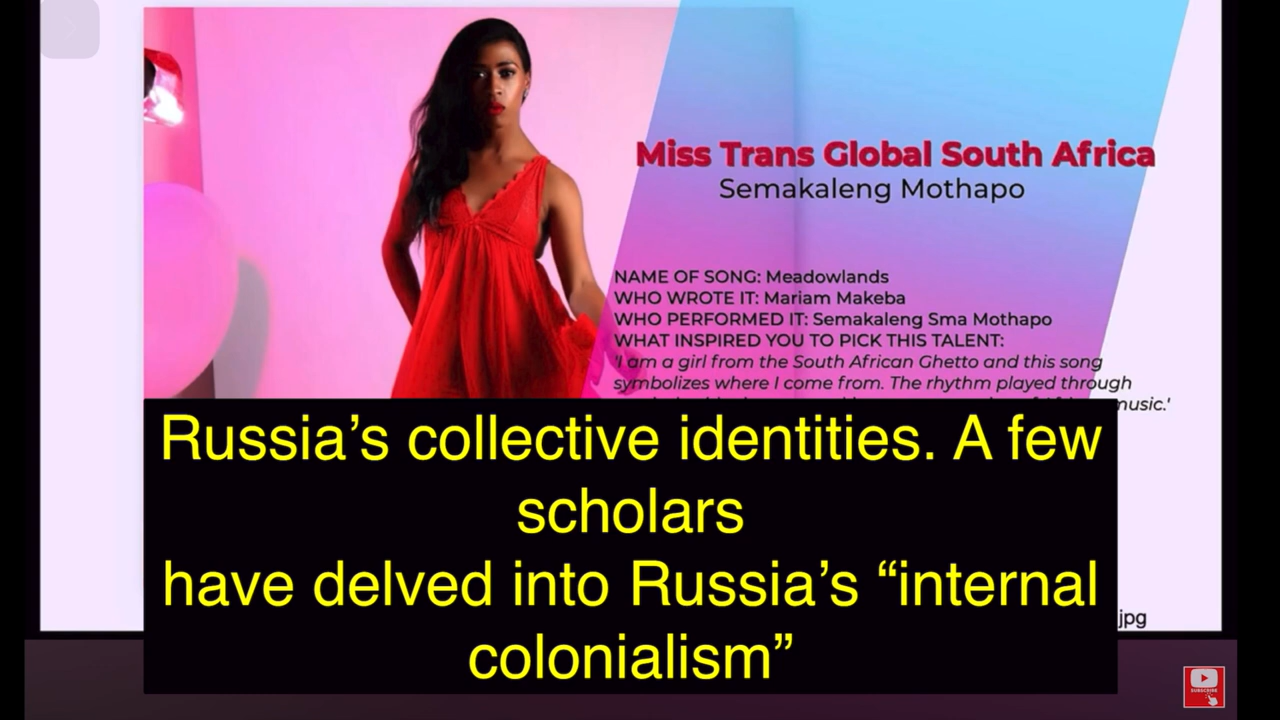 Miss Trans Global South Africa
Semakaleng Mothapo
NAME OF SONG: Meadowlands
WHO WROTE IT: Mariam Makeba
WHO PERFORMED IT: Semakaleng Sma Mothapo
WHAT INSPIRED YOU TO PICK THIS TALENT:
'I am a girl from the South African Ghetto and this song
symbolizes where I come from. The rhythm played through
music.'
Russia’s collective identities. A few
scholars
have delved into Russia’s “internal
colonialism”
jpg
SUBSCRIBE